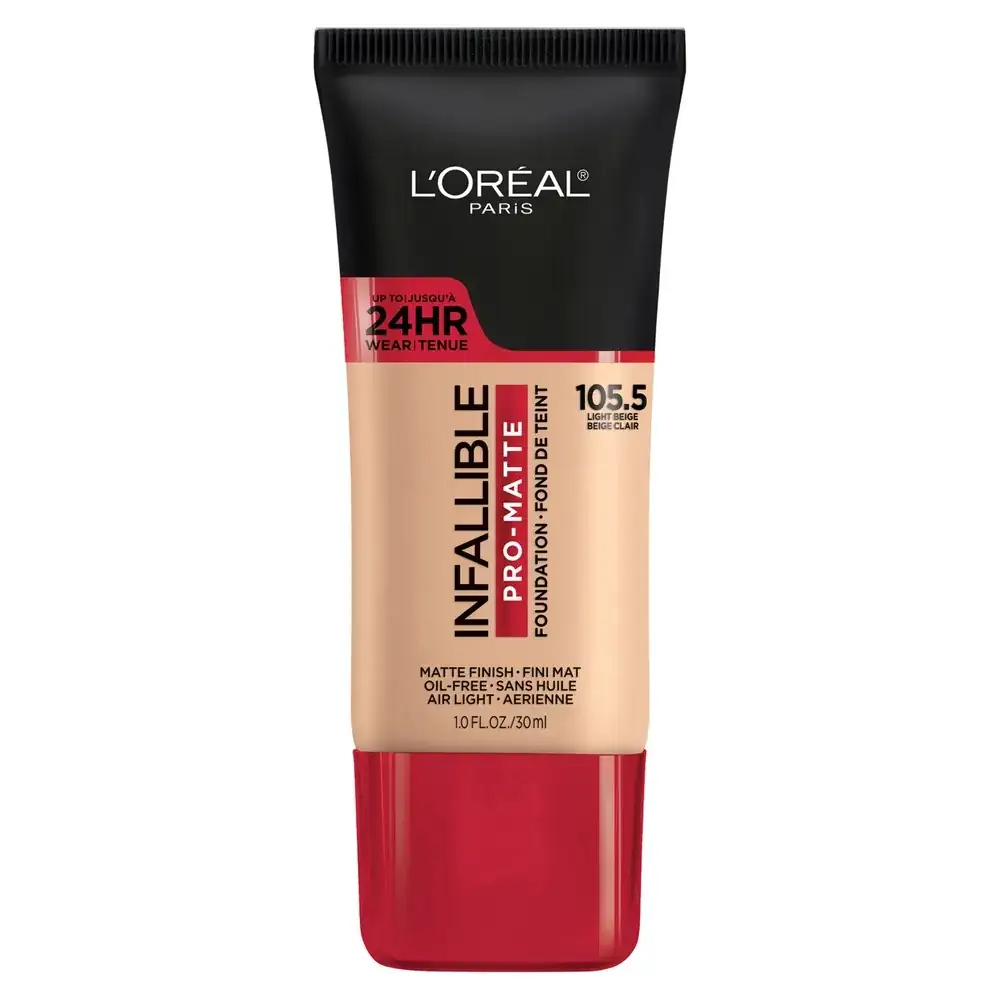 L'ORÉAL®
PARiS
UP TO|JUSQU'À
24HR
WEAR|TENUE
105.5
LIGHT BEIGE
BEIGE CLAIR
INFALLIBLE
PRO-MATTE
FOUNDATION • FOND DE TEINT
MATTE FINISH • FINI MAT
OIL-FREE • SANS HUILE
AIR LIGHT • AERIENNE
1.0 FL.OZ./30ml